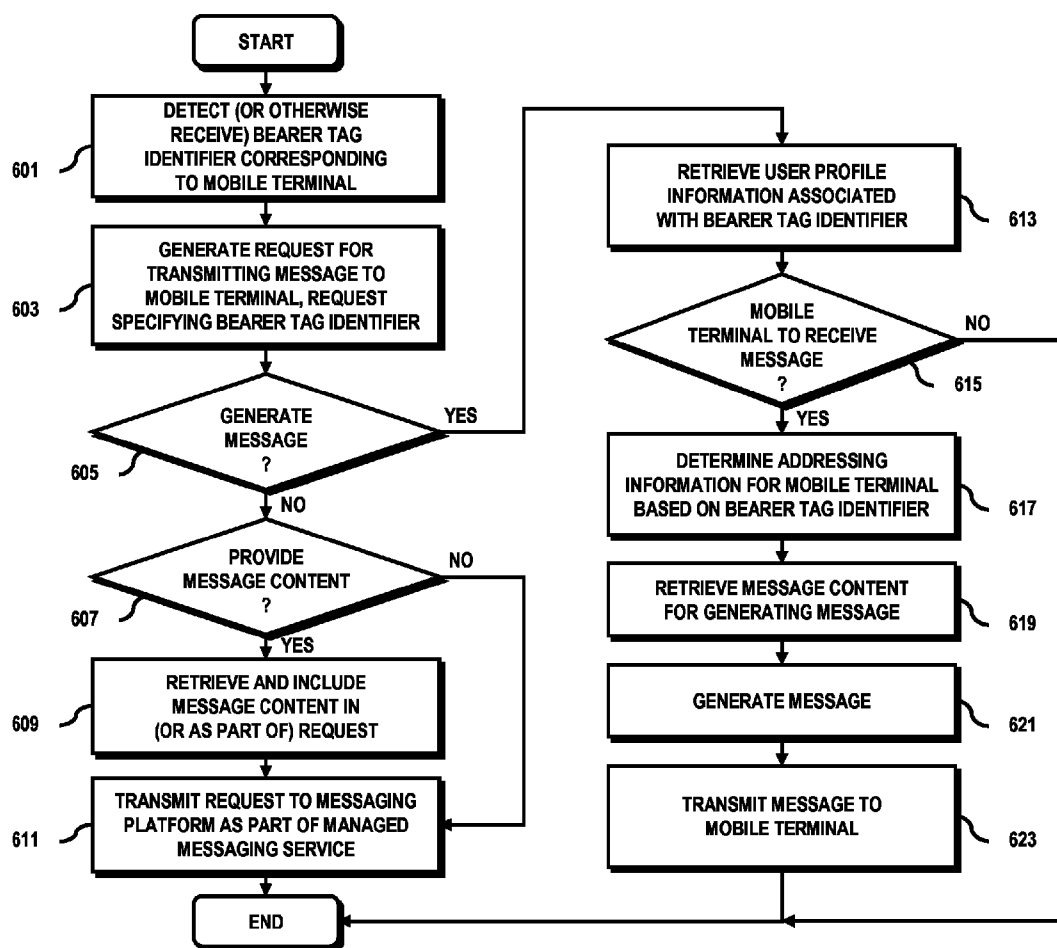 START
DETECT (OR OTHERWISE
RECEIVE) BEARER TAG
IDENTIFIER CORRESPONDING
TO MOBILE TERMINAL
601
GENERATE REQUEST FOR
TRANSMITTING MESSAGE TO
MOBILE TERMINAL, REQUEST
SPECIFYING BEARER TAG IDENTIFIER
603
GENERATE
MESSAGE
?
YES
605
NO
PROVIDE
MESSAGE CONTENT
?
NO
607
YES
RETRIEVE AND INCLUDE
MESSAGE CONTENT IN
(OR AS PART OF) REQUEST
609
TRANSMIT REQUEST TO MESSAGING
PLATFORM AS PART OF MANAGED
MESSAGING SERVICE
611
END
RETRIEVE USER PROFILE
INFORMATION ASSOCIATED
WITH BEARER TAG IDENTIFIER
613
MOBILE
TERMINAL TO RECEIVE
MESSAGE
?
NO
615
YES
DETERMINE ADDRESSING
INFORMATION FOR MOBILE TERMINAL
BASED ON BEARER TAG IDENTIFIER
617
RETRIEVE MESSAGE CONTENT
FOR GENERATING MESSAGE
619
GENERATE MESSAGE
621
TRANSMIT MESSAGE TO
MOBILE TERMINAL
623